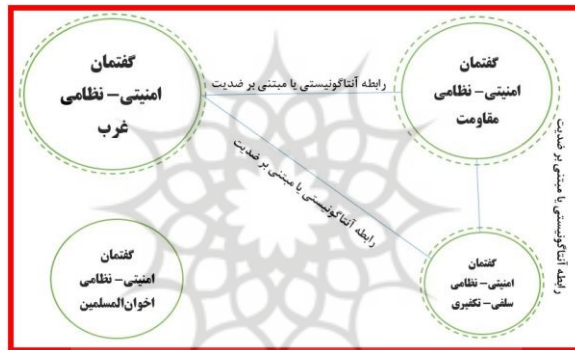 گفتمان
امنیتی- نظامی
مقاومت
رابطه آنتاگونیستی یا مبتنی بر ضدیت
گفتمان
امنیتی- نظامی
غرب
رابطه آنتاگونیستی یا مبتنی بر ضدیت
رابطه آنتاگونیستی یا مبتنی بر ضدیت
گفتمان
امنیتی- نظامی
سلفی- تکفیری
گفتمان
امنیتی- نظامی
اخوان‌المسلمین